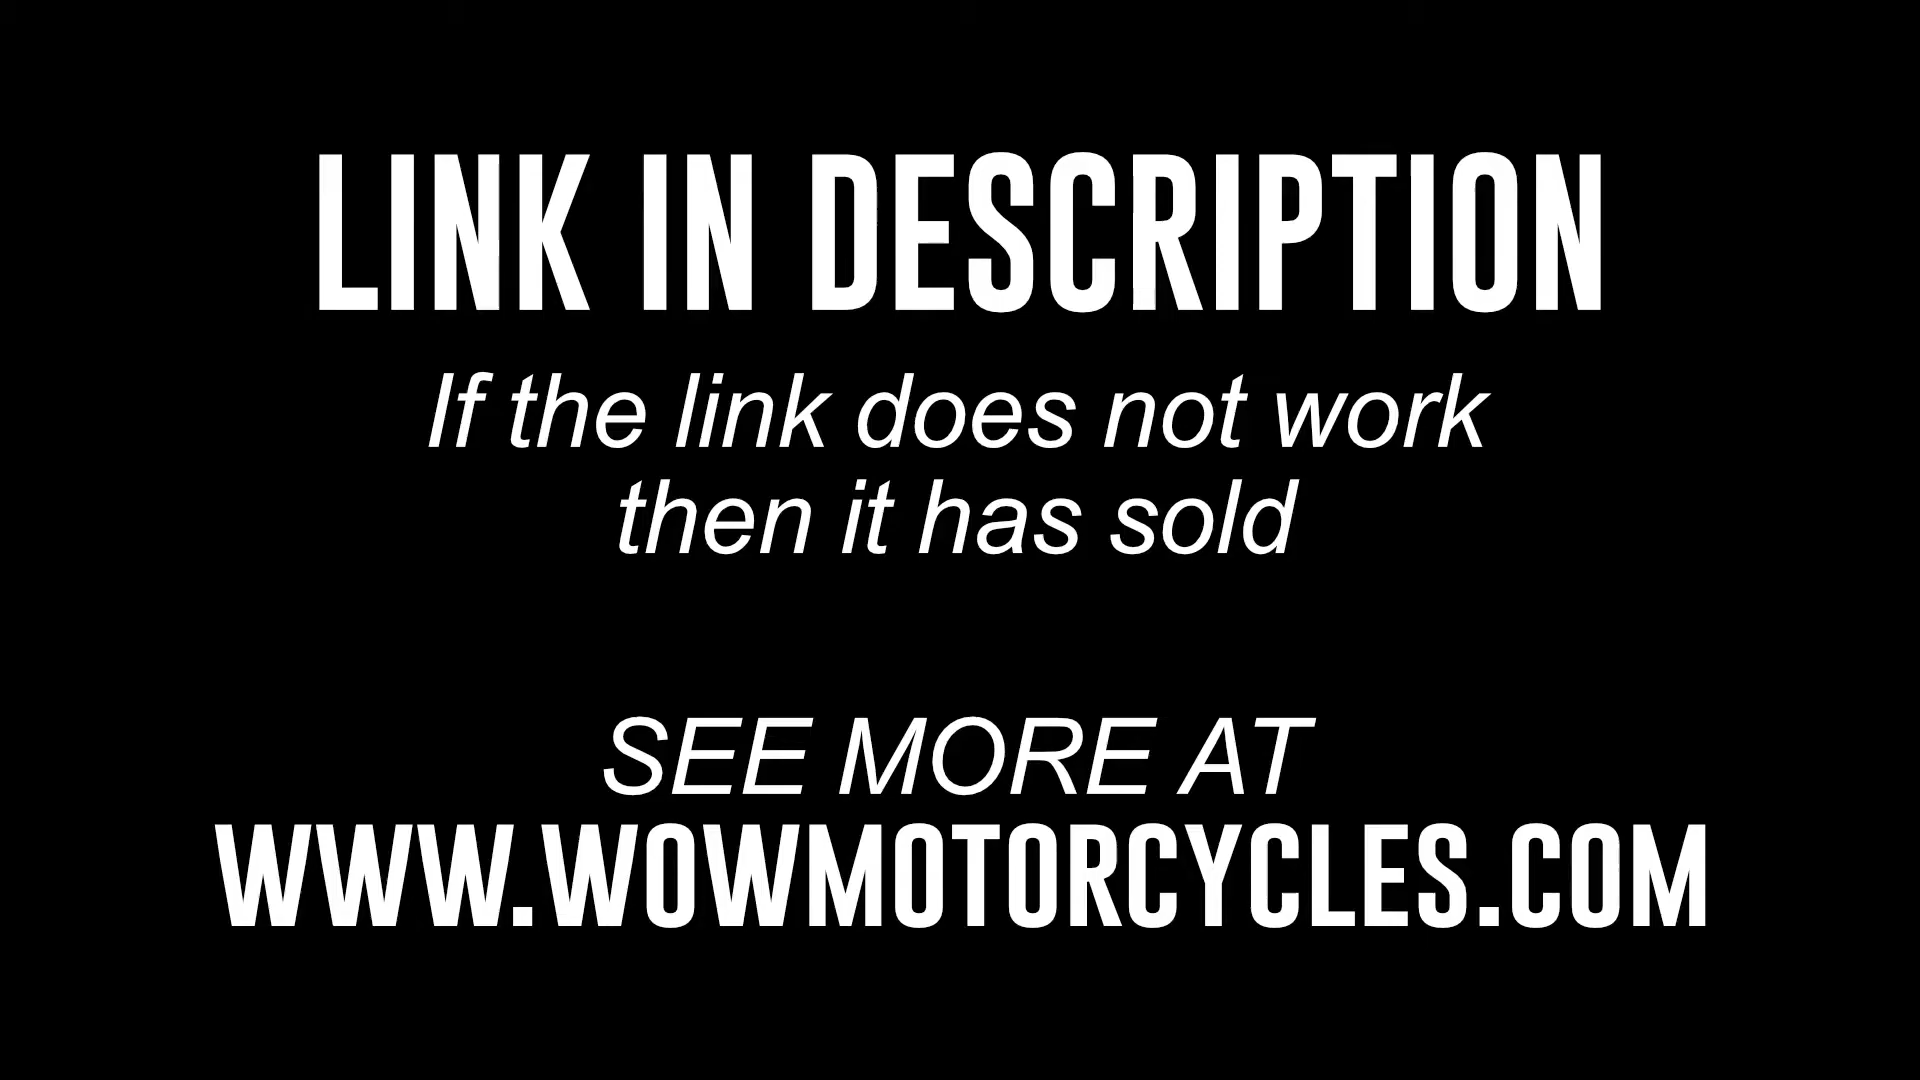 LINK IN DESCRIPTION
If the link does not work
then it has sold
SEE MORE AT
WWW.WOWMOTORCYCLES.COM